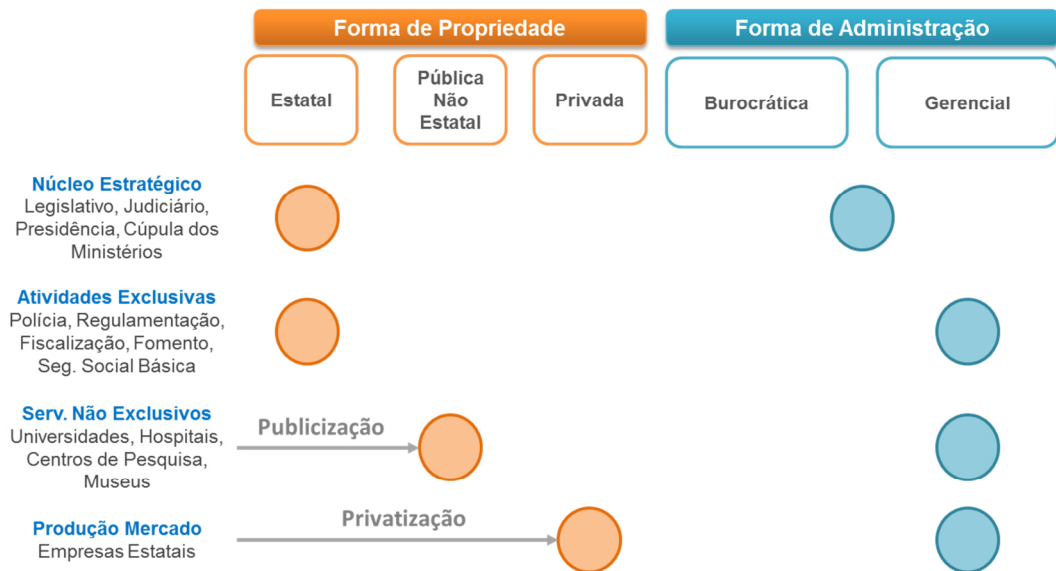 Forma de Propriedade
Forma de Administração
Estatal
Pública
Não
Estatal
Privada
Burocrática
Gerencial
Núcleo Estratégico
Legislativo, Judiciário,
Presidência, Cúpula dos
Ministérios
Atividades Exclusivas
Polícia, Regulamentação,
Fiscalização, Fomento,
Seg. Social Básica
Serv. Não Exclusivos
Universidades, Hospitais,
Centros de Pesquisa,
Museus
Publicização
Produção Mercado
Empresas Estatais
Privatização